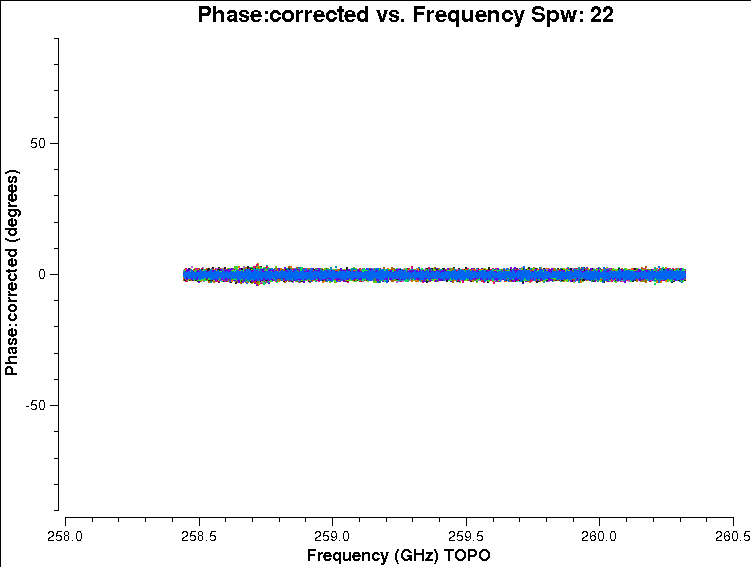 Phase:corrected vs. Frequency Spw: 22
Phase:corrected (degrees)
50
0
-50
258.0 258.5 259.0 259.5 260.0 260.5
Frequency (GHz) TOPO